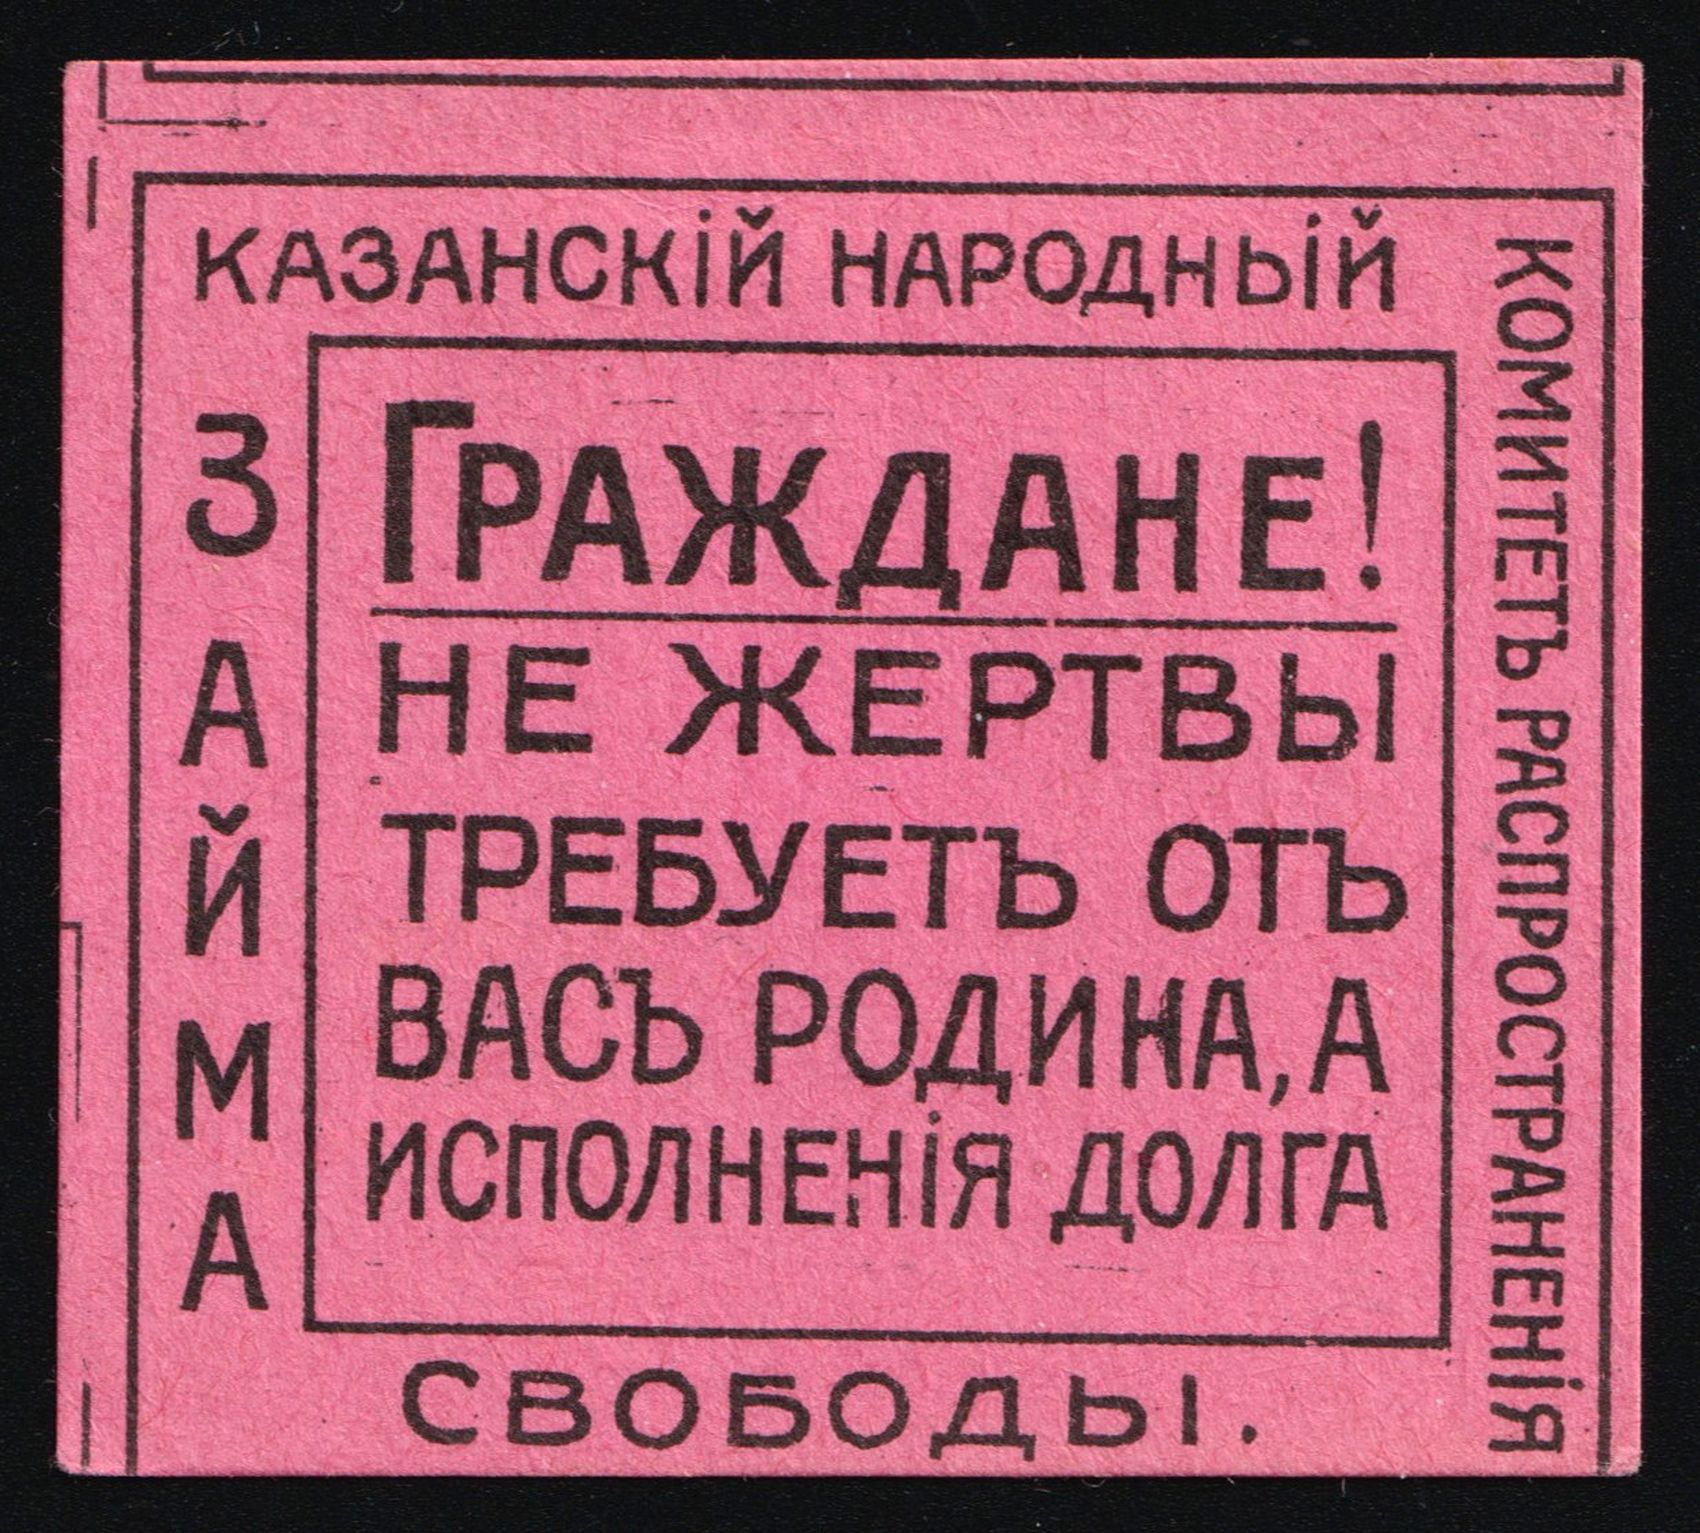 КАЗАНСКІЙ НАРОДНЫЙ
КОМИТЕТЪ РАСПРОСТРАНЕНІЯ
ЗАЙМА
СВОБОДЫ.
ГРАЖДАНЕ!
НЕ ЖЕРТВЫ
ТРЕБУЕТЪ ОТЪ
ВАСЪ РОДИНА, А
ИСПОЛНЕНІЯ ДОЛГА